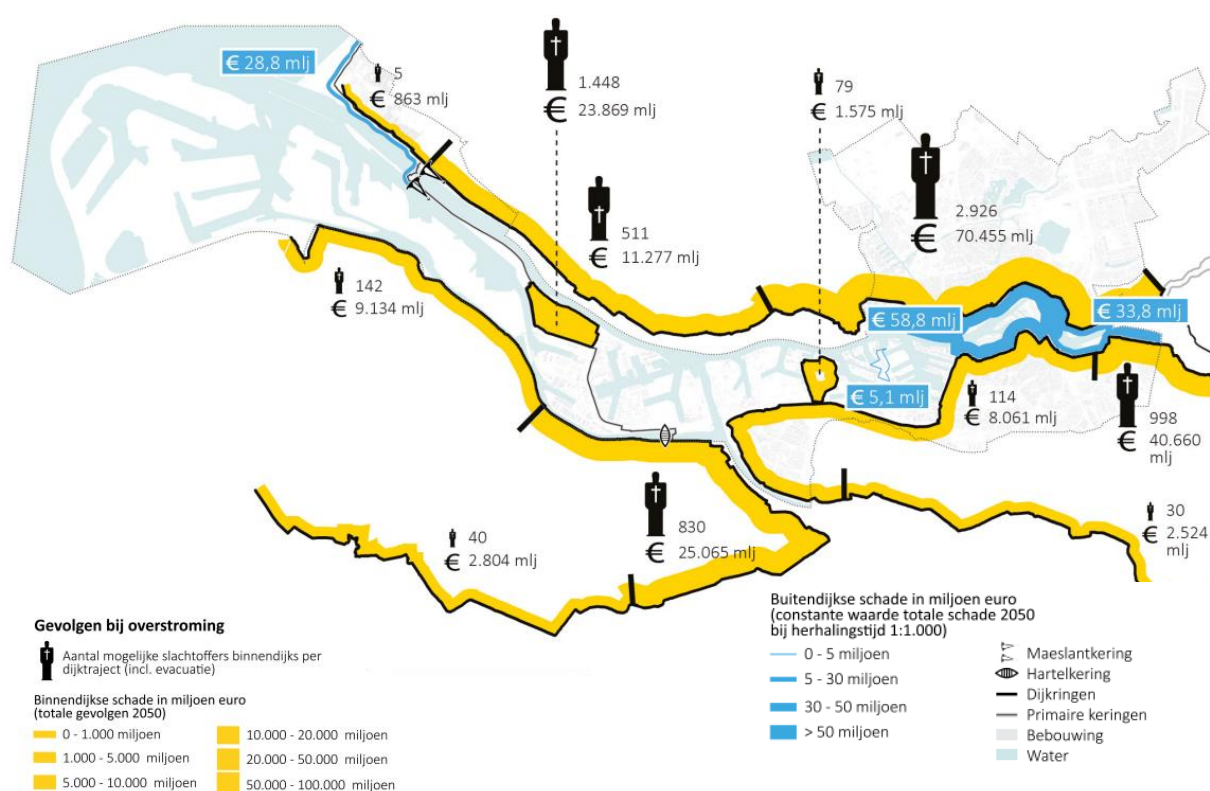 € 28,8 mlj
5
€ 863 mlj
1.448
€ 23.869 mlj
79
€ 1.575 mlj
511
€ 11.277 mlj
2.926
€ 70.455 mlj
142
€ 9.134 mlj
€ 58,8 mlj
€ 33,8 mlj
€ 5,1 mlj
114
€ 8.061 mlj
998
€ 40.660
mlj
830
€ 25.065 mlj
40
€ 2.804 mlj
30
€ 2.524
mlj
Gevolgen bij overstroming
Aantal mogelijke slachtoffers binnendijks per
dijktraject (incl. evacuatie)
Binnendijkse schade in miljoen euro
(totale gevolgen 2050)
0 - 1.000 miljoen
1.000 - 5.000 miljoen
5.000 - 10.000 miljoen
10.000 - 20.000 miljoen
20.000 - 50.000 miljoen
50.000 - 100.000 miljoen
Buitendijkse schade in miljoen euro
(constante waarde totale schade 2050
bij herhalingstijd 1:1.000)
0 - 5 miljoen
5 - 30 miljoen
30 - 50 miljoen
> 50 miljoen
Maeslantkering
Hartelkering
Dijkringen
Primaire keringen
Bebouwing
Water